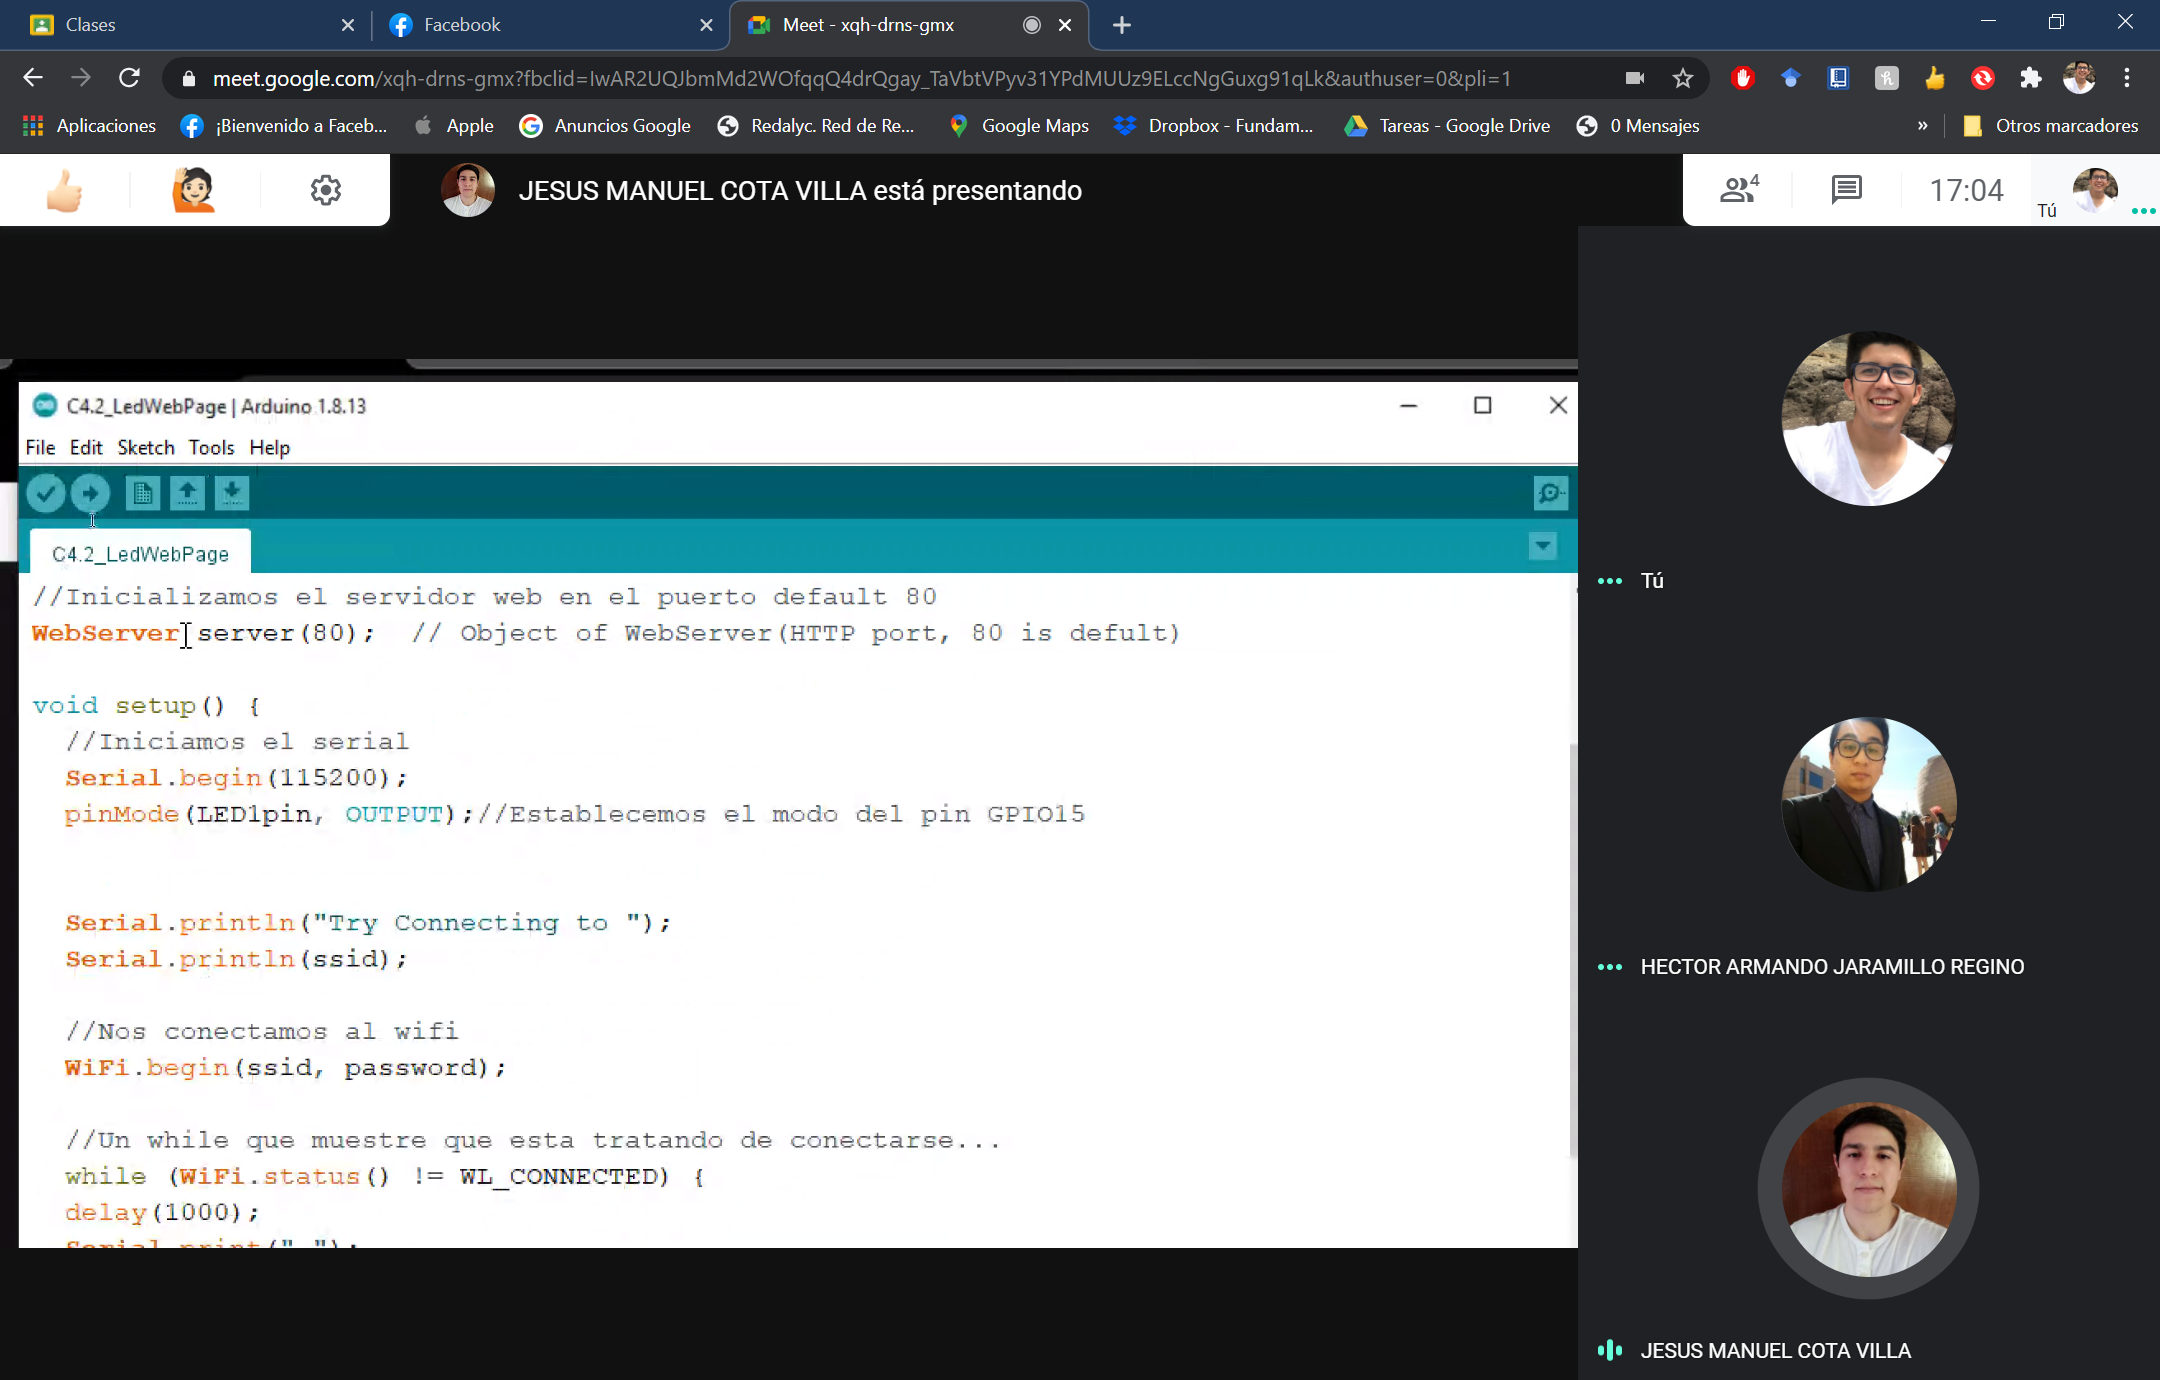 Clases
Facebook
Meet - xqh-drns-gmx
meet.google.com/xqh-drns-gmx?fbclid=IwAR2UQJbmMd2WOfqqQ4drQgay_TaVbtVPyv31YPdMUUz9ELccNgGuxg91qLk&authuser=0&pli=1
Aplicaciones
¡Bienvenido a Faceb...
Apple
Anuncios Google
Redalyc. Red de Re...
Google Maps
Dropbox - Fundam...
Tareas - Google Drive
0 Mensajes
»
Otros marcadores
JESUS MANUEL COTA VILLA está presentando
4
17:04
Tú
C4.2_LedWebPage | Arduino 1.8.13
File Edit Sketch Tools Help
C4.2_LedWebPage
//Inicializamos el servidor web en el puerto default 80
WebServer server(80);  // Object of WebServer(HTTP port, 80 is defult)
void setup() {
//Iniciamos el serial
Serial.begin(115200);
pinMode(LED1pin, OUTPUT);//Establecemos el modo del pin GPIO15
Serial.println("Try Connecting to ");
Serial.println(ssid);
//Nos conectamos al wifi
WiFi.begin(ssid, password);
//Un while que muestre que esta tratando de conectarse...
while (WiFi.status() != WL_CONNECTED) {
delay(1000);
Serial.print(".");
Tú
HECTOR ARMANDO JARAMILLO REGINO
JESUS MANUEL COTA VILLA